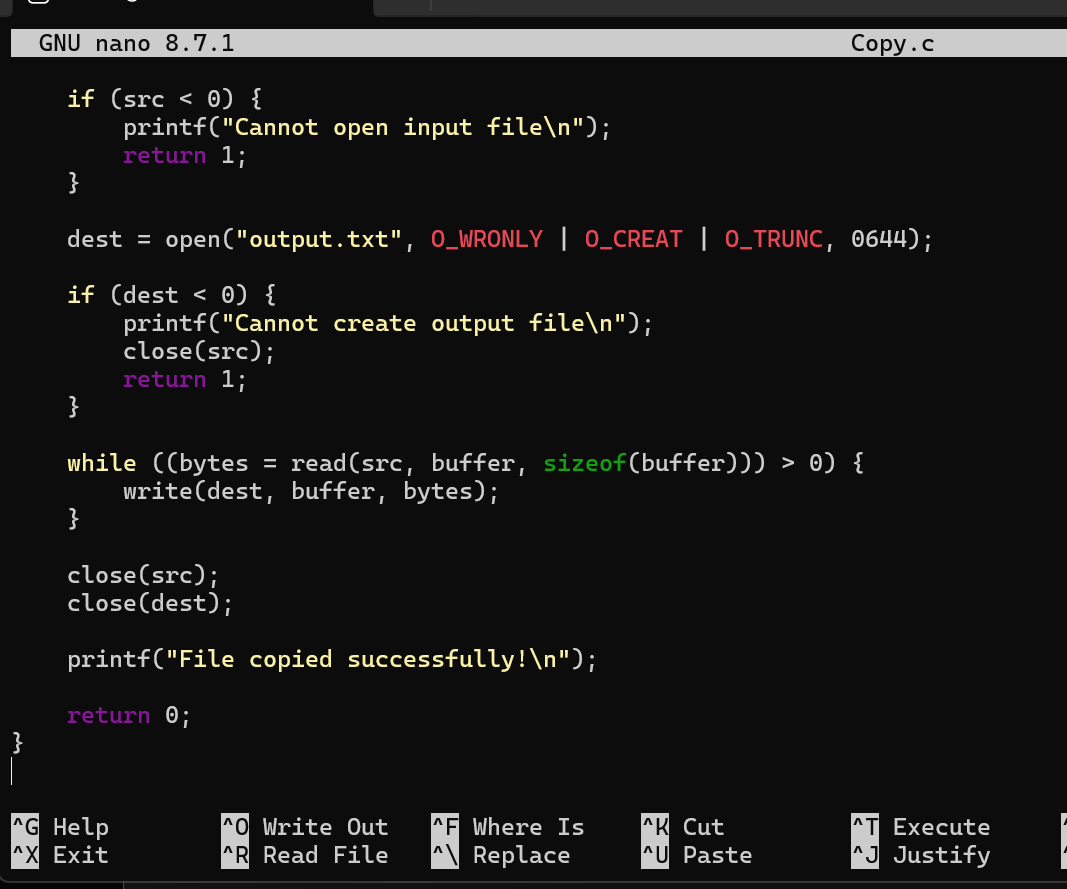 GNU nano 8.7.1 Copy.c
if (src < 0) {
printf("Cannot open input file\n");
return 1;
}
dest = open("output.txt", O_WRONLY | O_CREAT | O_TRUNC, 0644);
if (dest < 0) {
printf("Cannot create output file\n");
close(src);
return 1;
}
while ((bytes = read(src, buffer, sizeof(buffer))) > 0) {
write(dest, buffer, bytes);
}
close(src);
close(dest);
printf("File copied successfully!\n");
return 0;
}
^G Help ^O Write Out ^F Where Is ^K Cut ^T Execute
^X Exit ^R Read File ^\ Replace ^U Paste ^J Justify